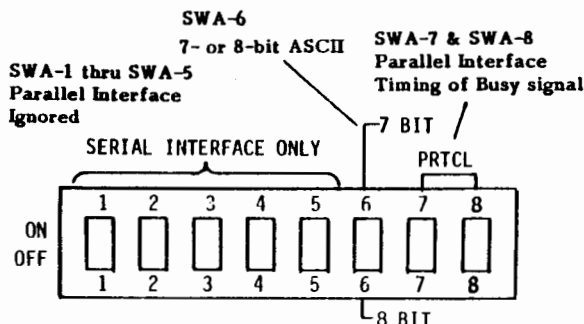 SWA-6
7- or 8-bit ASCII
SWA-7 & SWA-8
Parallel Interface
Timing of Busy signal
SWA-1 thru SWA-5
Parallel Interface
Ignored
7 BIT
SERIAL INTERFACE ONLY
PRTCL
1 2 3 4 5 6 7 8
ON
OFF
1 2 3 4 5 6 7 8
8 BIT